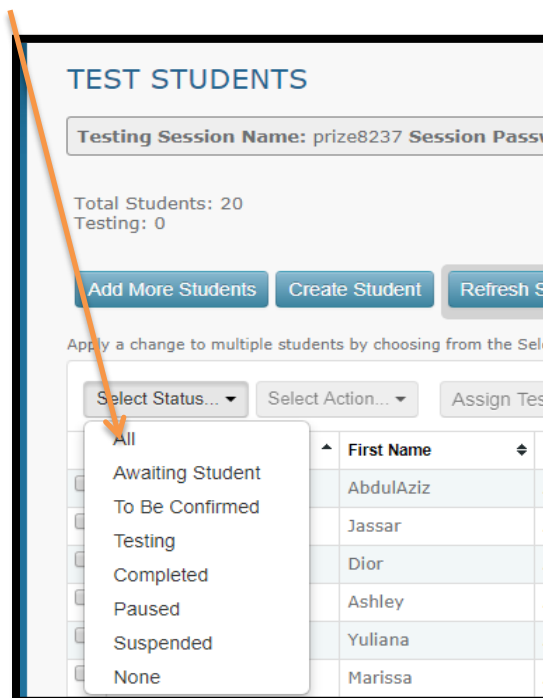 TEST STUDENTS
Testing Session Name: prize8237 Session Pass
Total Students: 20
Testing: 0
Add More Students Create Student Refresh S
Apply a change to multiple students by choosing from the Sel
Select Status... Select Action... Assign Tes
All
Awaiting Student
To Be Confirmed
Testing
Completed
Paused
Suspended
None
First Name
AbdulAziz
Jassar
Dior
Ashley
Yuliana
Marissa